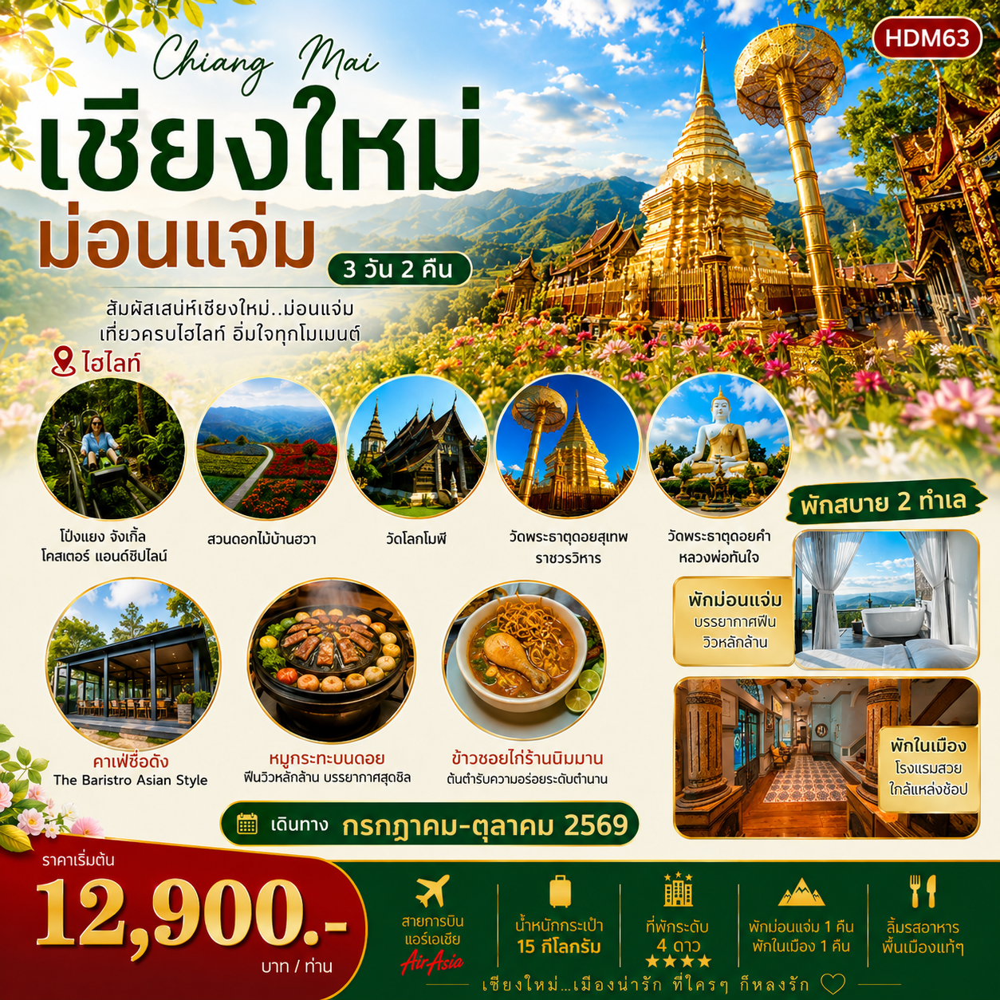 HDM63
Chiang Mai
เชียงใหม่
ม่อนแจ่ม
3 วัน 2 คืน
สัมผัสเสน่ห์เชียงใหม่..ม่อนแจ่ม
เที่ยวครบไฮไลท์ อิ่มใจทุกโมเมนต์
ไฮไลท์
โป่งแยง จังเกิ้ล
โคสเตอร์ แอนด์ซิปไลน์
สวนดอกไม้บ้านฮวา
วัดโลกโมฬี
วัดพระธาตุดอยสุเทพ
ราชวรวิหาร
วัดพระธาตุดอยคำ
หลวงพ่อทันใจ
คาเฟ่ชื่อดัง
The Baristro Asian Style
หมูกระทะบนดอย
ฟินวิวหลักล้าน บรรยากาศสุดชิล
ข้าวซอยไก่ร้านนิมมาน
ต้นตำรับความอร่อยระดับตำนาน
พักสบาย 2 ทำเล
พักม่อนแจ่ม
บรรยากาศฟิน
วิวหลักล้าน
พักในเมือง
โรงแรมสวย
ใกล้แหล่งช้อป
เดินทาง กรกฎาคม-ตุลาคม 2569
ราคาเริ่มต้น
12,900.-
บาท / ท่าน
สายการบิน
แอร์เอเชีย
AirAsia
น้ำหนักกระเป๋า
15 กิโลกรัม
ที่พักระดับ
4 ดาว
พักม่อนแจ่ม 1 คืน
พักในเมือง 1 คืน
ลิ้มรสอาหาร
พื้นเมืองแท้ๆ
เชียงใหม่...เมืองน่ารัก ที่ใครๆ ก็หลงรัก